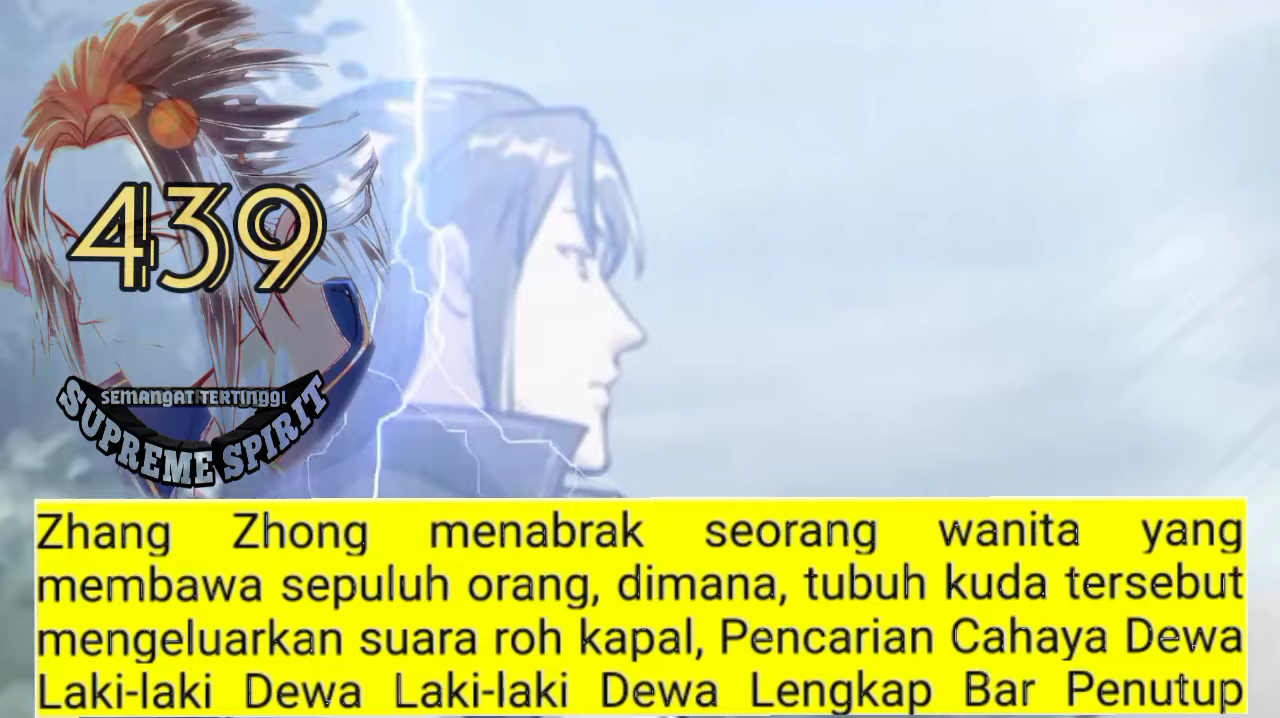 439
SEMANGAT TERTINGGI
SUPREME SPIRIT
Zhang Zhong menabrak seorang wanita yang
membawa sepuluh orang, dimana, tubuh kuda tersebut
mengeluarkan suara roh kapal, Pencarian Cahaya Dewa
Laki-laki Dewa Laki-laki Dewa Lengkap Bar Penutup